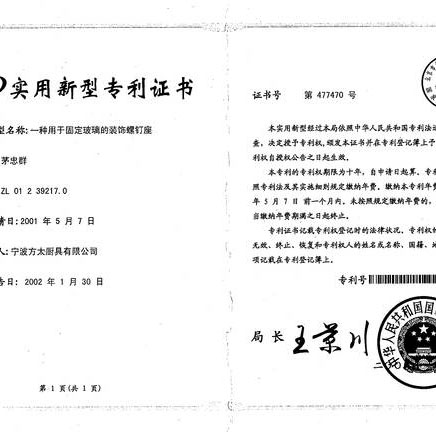 实用新型专利证书
型名称：一种用于固定玻璃的装饰螺钉座
茅忠群
ZL 01 2 39217.0
请日：2001 年 5 月 7 日
人：宁波方太厨具有限公司
告日：2002 年 1 月 30 日
第 1 页(共 1 页)
证书号 第 477470 号
本实用新型经过本局依照中华人民共和国专利法
查，决定授予专利权，颁发本证书并在专利登记簿上予
利权自授权公告之日起生效。
本专利的专利权期限为十年，自申请日起算。专利
照专利法及其实施细则规定缴纳年费。缴纳本专利年费
年 5 月 7 日 前一个月内。未按照规定缴纳年费的，
当缴纳年费期满之日起终止。
专利证书记载专利权登记时的法律状况。专利权
无效、终止、恢复和专利权人的姓名或名称、国籍、地
项记载在专利登记簿上。
专利号
局长 王景川
中华人民共和国国